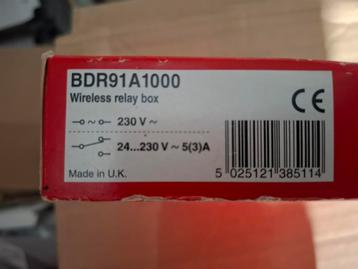 BDR91A1000
Wireless relay box
230 V ~
24...230 V ~ 5(3)A
Made in U.K.
CE
5 025121 385114